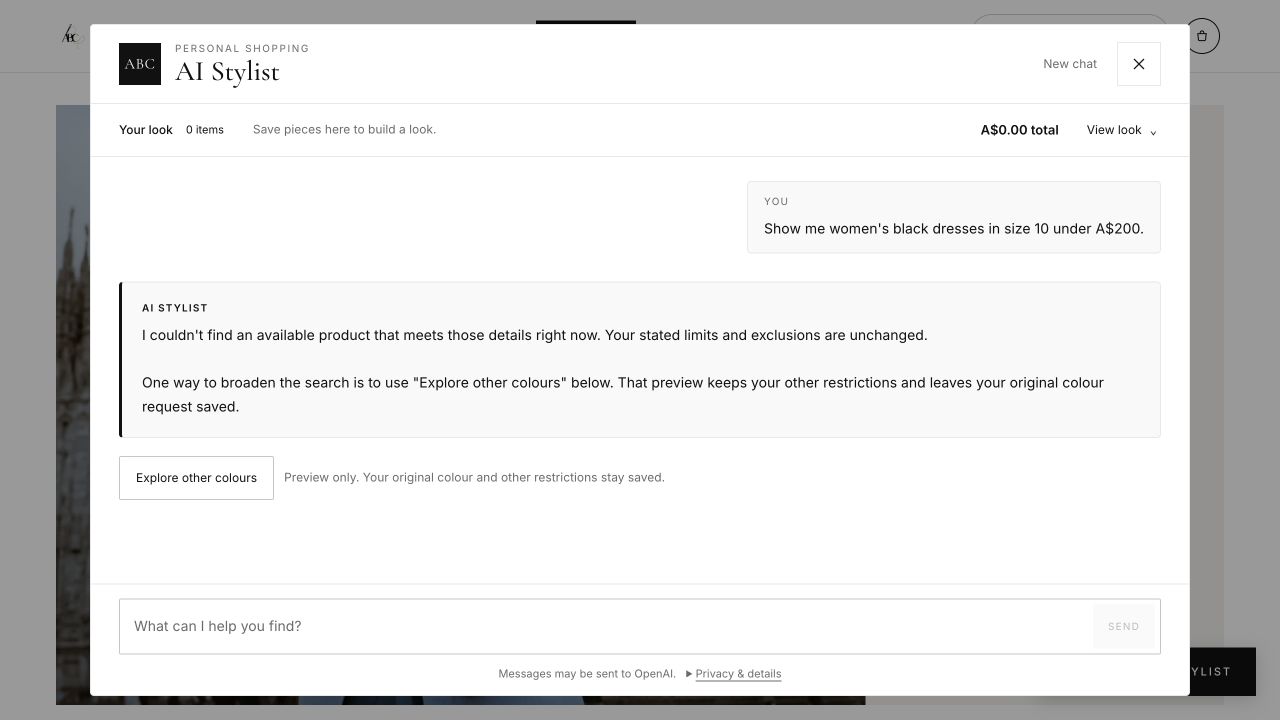 ABC
PERSONAL SHOPPING
AI Stylist
New chat
Your look 0 items Save pieces here to build a look. A$0.00 total View look
YOU
Show me women's black dresses in size 10 under A$200.
AI STYLIST
I couldn't find an available product that meets those details right now. Your stated limits and exclusions are unchanged.
One way to broaden the search is to use "Explore other colours" below. That preview keeps your other restrictions and leaves your original colour
request saved.
Explore other colours Preview only. Your original colour and other restrictions stay saved.
What can I help you find? SEND
Messages may be sent to OpenAI. Privacy & details
YLIST